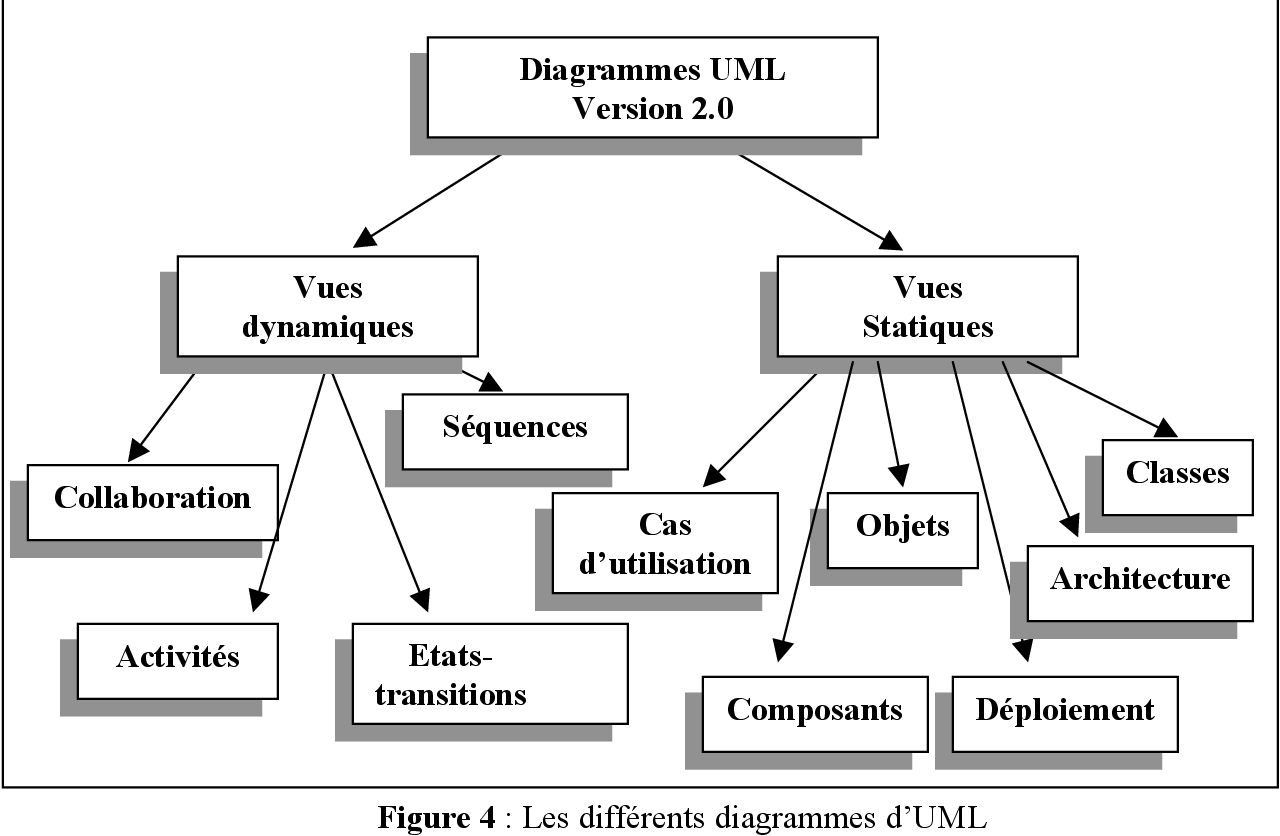 Diagrammes UML
Version 2.0
Vues
dynamiques
Vues
Statiques
Séquences
Collaboration
Classes
Cas
d’utilisation
Objets
Architecture
Activités
Etats-
transitions
Composants
Déploiement
Figure 4 : Les différents diagrammes d’UML